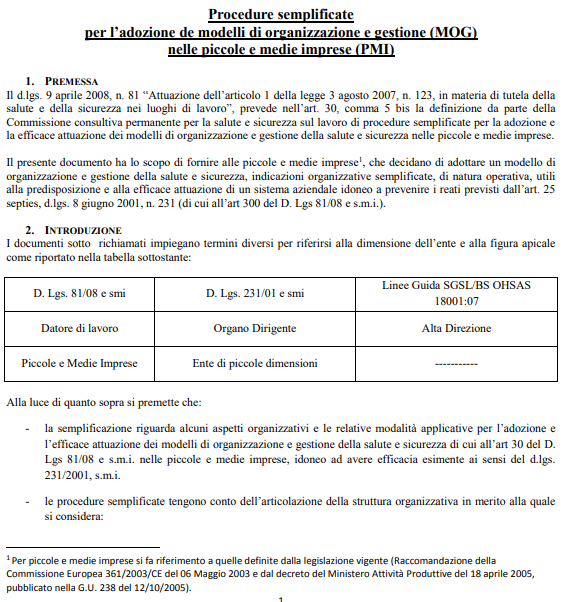 Procedure semplificate
per l'adozione de modelli di organizzazione e gestione (MOG)
nelle piccole e medie imprese (PMI)
1. PREMESSA
Il d.lgs. 9 aprile 2008, n. 81 "Attuazione dell'articolo 1 della legge 3 agosto 2007, n. 123, in materia di tutela della
salute e della sicurezza nei luoghi di lavoro", prevede nell'art. 30, comma 5 bis la definizione da parte della
Commissione consultiva permanente per la salute e sicurezza sul lavoro di procedure semplificate per la adozione e
la efficace attuazione dei modelli di organizzazione e gestione della salute e sicurezza nelle piccole e medie imprese.
Il presente documento ha lo scopo di fornire alle piccole e medie imprese1, che decidano di adottare un modello di
organizzazione e gestione della salute e sicurezza, indicazioni organizzative semplificate, di natura operativa, utili
alla predisposizione e alla efficace attuazione di un sistema aziendale idoneo a prevenire i reati previsti dall'art. 25
septies, d.lgs. 8 giugno 2001, n. 231 (di cui all'art 300 del D. Lgs 81/08 e s.m.i.).
2. INTRODUZIONE
I documenti sotto richiamati impiegano termini diversi per riferirsi alla dimensione dell'ente e alla figura apicale
come riportato nella tabella sottostante:
D. Lgs. 81/08 e smi D. Lgs. 231/01 e smi Linee Guida SGSL/BS OHSAS
18001:07
Datore di lavoro Organo Dirigente Alta Direzione
Piccole e Medie Imprese Ente di piccole dimensioni -----------
Alla luce di quanto sopra si premette che:
- la semplificazione riguarda alcuni aspetti organizzativi e le relative modalità applicative per l'adozione e
l'efficace attuazione dei modelli di organizzazione e gestione della salute e sicurezza di cui all'art 30 del D.
Lgs 81/08 e s.m.i. nelle piccole e medie imprese, idoneo ad avere efficacia esimente ai sensi del d.lgs.
231/2001, s.m.i.
- le procedure semplificate tengono conto dell'articolazione della struttura organizzativa in merito alla quale
si considera:
1 Per piccole e medie imprese si fa riferimento a quelle definite dalla legislazione vigente (Raccomandazione della
Commissione Europea 361/2003/CE del 06 Maggio 2003 e dal decreto del Ministero Attività Produttive del 18 aprile 2005,
pubblicato nella G.U. 238 del 12/10/2005).
1